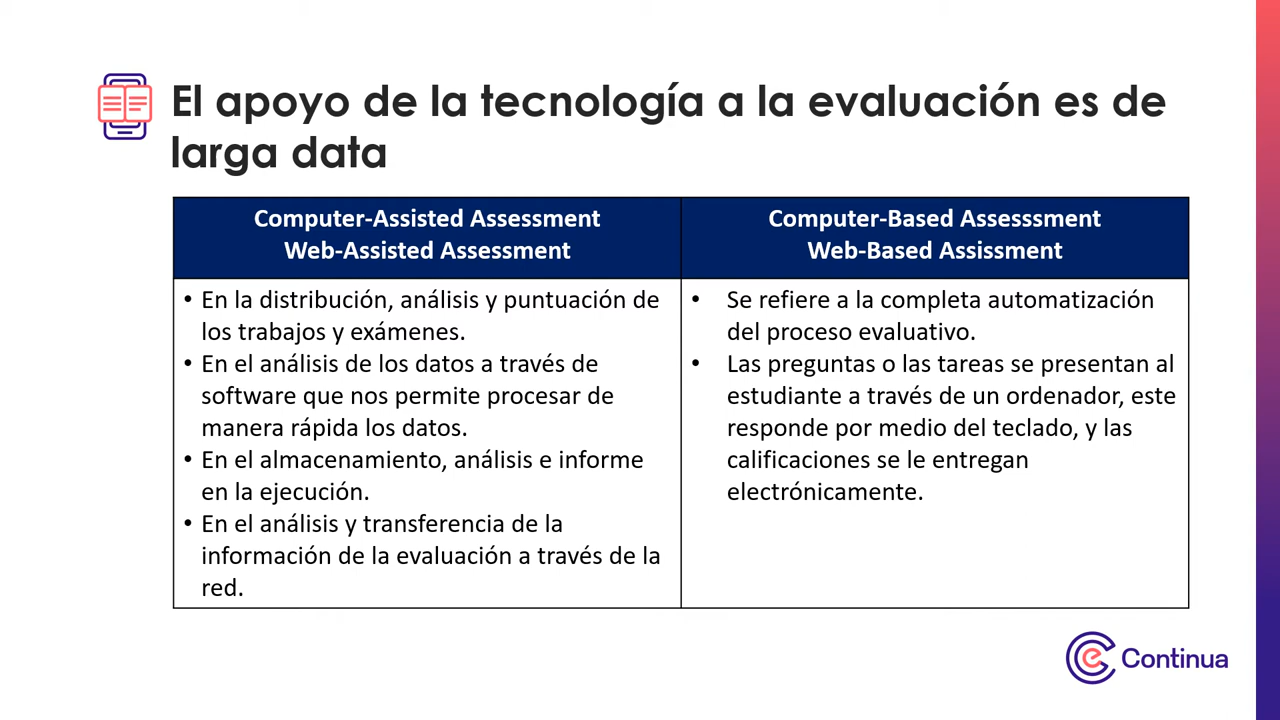 El apoyo de la tecnología a la evaluación es de
larga data
Computer-Assisted Assessment
Web-Assisted Assessment
Computer-Based Assesssment
Web-Based Assissment
• En la distribución, análisis y puntuación de
los trabajos y exámenes.
• En el análisis de los datos a través de
software que nos permite procesar de
manera rápida los datos.
• En el almacenamiento, análisis e informe
en la ejecución.
• En el análisis y transferencia de la
información de la evaluación a través de la
red.
• Se refiere a la completa automatización
del proceso evaluativo.
• Las preguntas o las tareas se presentan al
estudiante a través de un ordenador, este
responde por medio del teclado, y las
calificaciones se le entregan
electrónicamente.
Continua